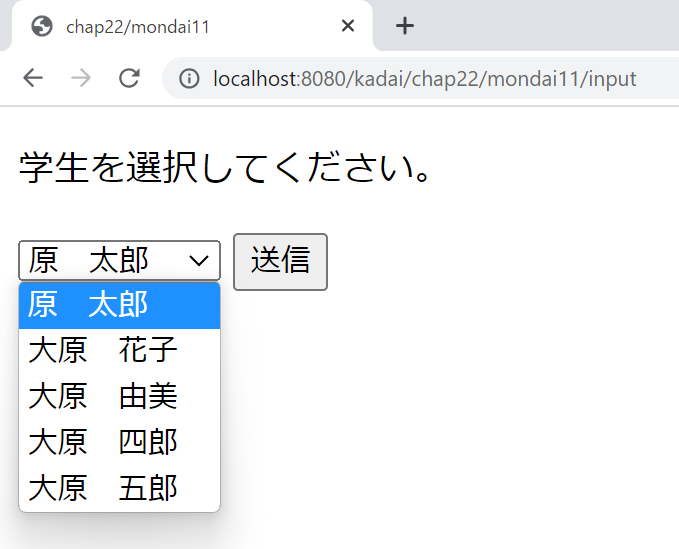 chap22/mondai11
localhost:8080/kadai/chap22/mondai11/input
学生を選択してください。
原　太郎 送信
原　太郎
大原　花子
大原　由美
大原　四郎
大原　五郎